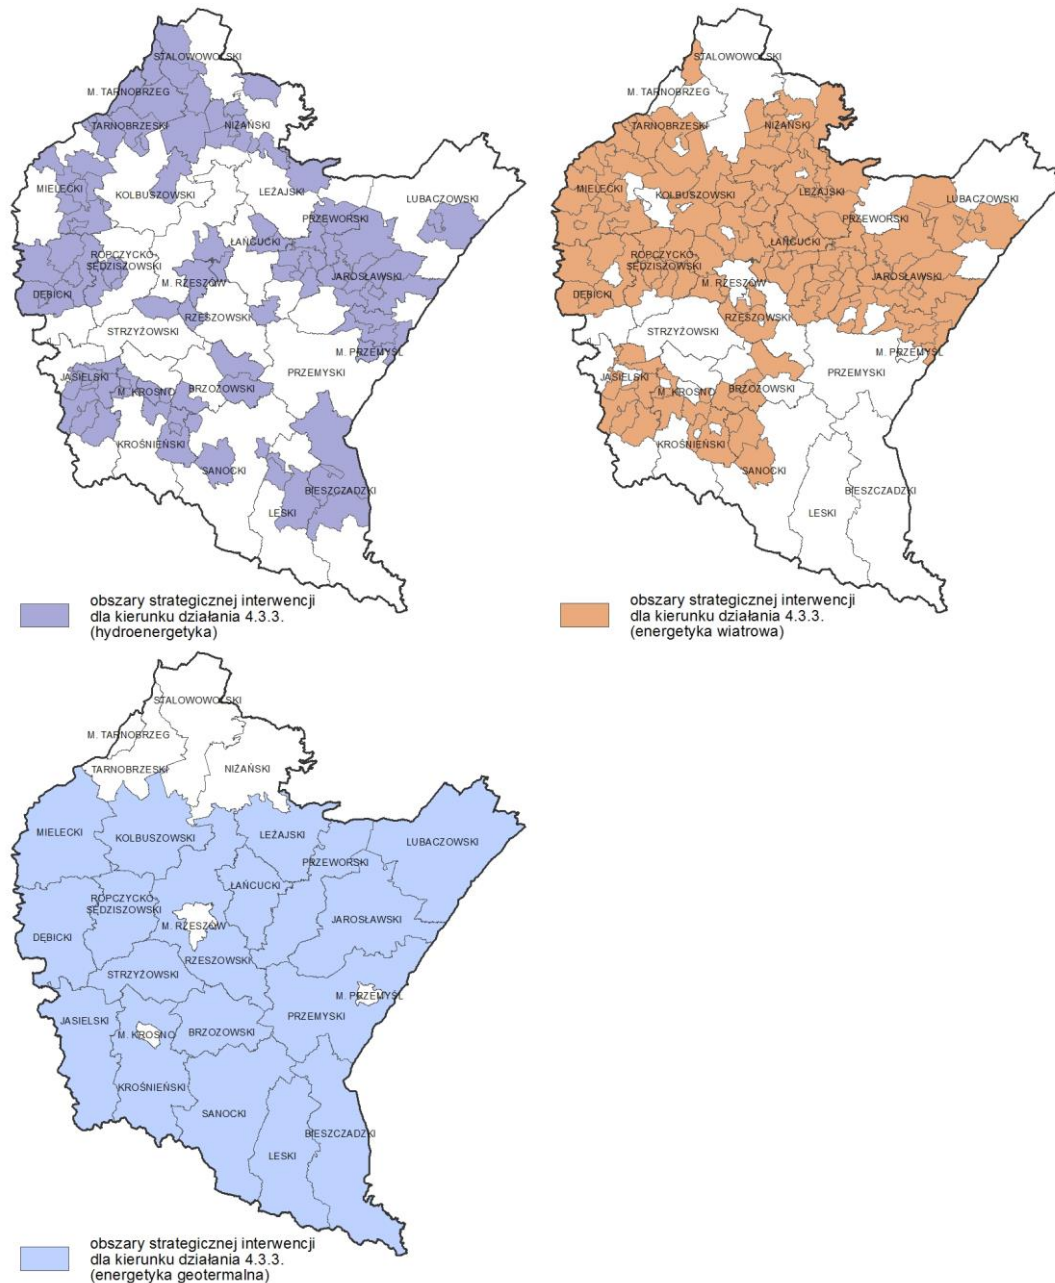 STALOWOWOLSKI
M. TARNOBRZEG
TARNOBRZESKI
NIŻAŃSKI
MIELECKI
KOLBUSZOWSKI
LEŻAJSKI
LUBACZOWSKI
PRZEWORSKI
ŁAŃCUCKI
ROPCZYCKO-
SĘDZISZOWSKI
JAROSŁAWSKI
DĘBICKI
M. RZESZÓW
RZESZOWSKI
STRZYŻOWSKI
M. PRZEMYŚL
PRZEMYSKI
JASIELSKI
M. KROSNO
BRZOZOWSKI
KROŚNIEŃSKI
SANOCKI
BIESZCZADZKI
LESKI
obszary strategicznej interwencji
dla kierunku działania 4.3.3.
(hydroenergetyka)
STALOWOWOLSKI
M. TARNOBRZEG
TARNOBRZESKI
NIŻAŃSKI
MIELECKI
KOLBUSZOWSKI
LEŻAJSKI
LUBACZOWSKI
PRZEWORSKI
ŁAŃCUCKI
ROPCZYCKO-
SĘDZISZOWSKI
JAROSŁAWSKI
M. RZESZÓW
DĘBICKI
RZESZOWSKI
STRZYŻOWSKI
M. PRZEMYŚL
PRZEMYSKI
JASIELSKI
M. KROSNO
BRZOZOWSKI
KROŚNIEŃSKI
SANOCKI
BIESZCZADZKI
LESKI
obszary strategicznej interwencji
dla kierunku działania 4.3.3.
(energetyka wiatrowa)
STALOWOWOLSKI
M. TARNOBRZEG
TARNOBRZESKI
NIŻAŃSKI
MIELECKI
KOLBUSZOWSKI
LEŻAJSKI
LUBACZOWSKI
PRZEWORSKI
ŁAŃCUCKI
ROPCZYCKO-
SĘDZISZOWSKI
JAROSŁAWSKI
M. RZESZÓW
DĘBICKI
RZESZOWSKI
STRZYŻOWSKI
M. PRZEMYŚL
PRZEMYSKI
JASIELSKI
M. KROSNO
BRZOZOWSKI
KROŚNIEŃSKI
SANOCKI
BIESZCZADZKI
LESKI
obszary strategicznej interwencji
dla kierunku działania 4.3.3.
(energetyka geotermalna)